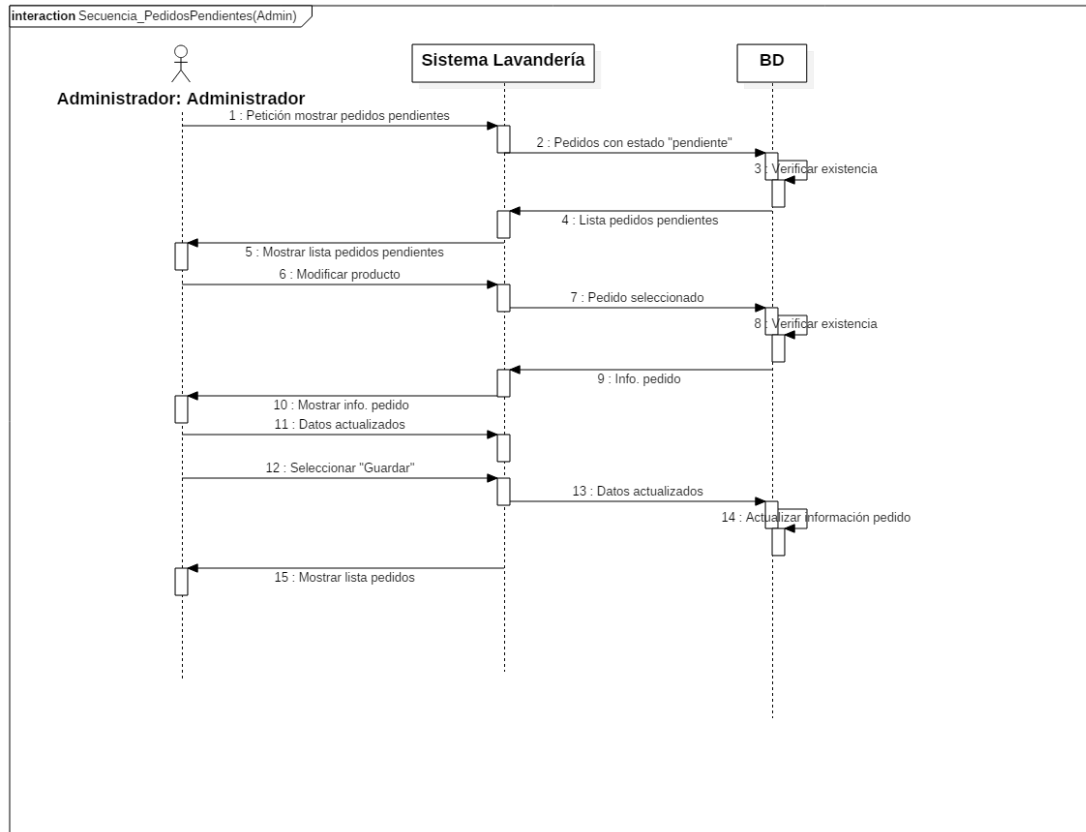 interaction Secuencia_PedidosPendientes(Admin)
Sistema Lavandería
BD
Administrador: Administrador
1 : Petición mostrar pedidos pendientes
2 : Pedidos con estado "pendiente"
3 : Verificar existencia
4 : Lista pedidos pendientes
5 : Mostrar lista pedidos pendientes
6 : Modificar producto
7 : Pedido seleccionado
8 : Verificar existencia
9 : Info. pedido
10 : Mostrar info. pedido
11 : Datos actualizados
12 : Seleccionar "Guardar"
13 : Datos actualizados
14 : Actualizar información pedido
15 : Mostrar lista pedidos